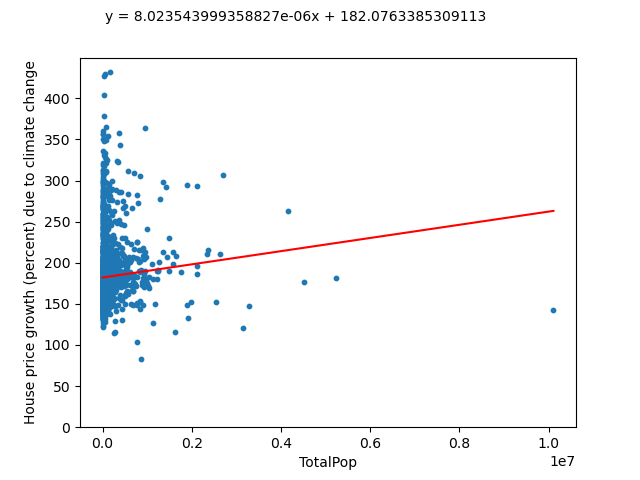 y = 8.023543999358827e-06x + 182.0763385309113
House price growth (percent) due to climate change
400
350
300
250
200
150
100
50
0
0.0 0.2 0.4 0.6 0.8 1.0
1e7
TotalPop